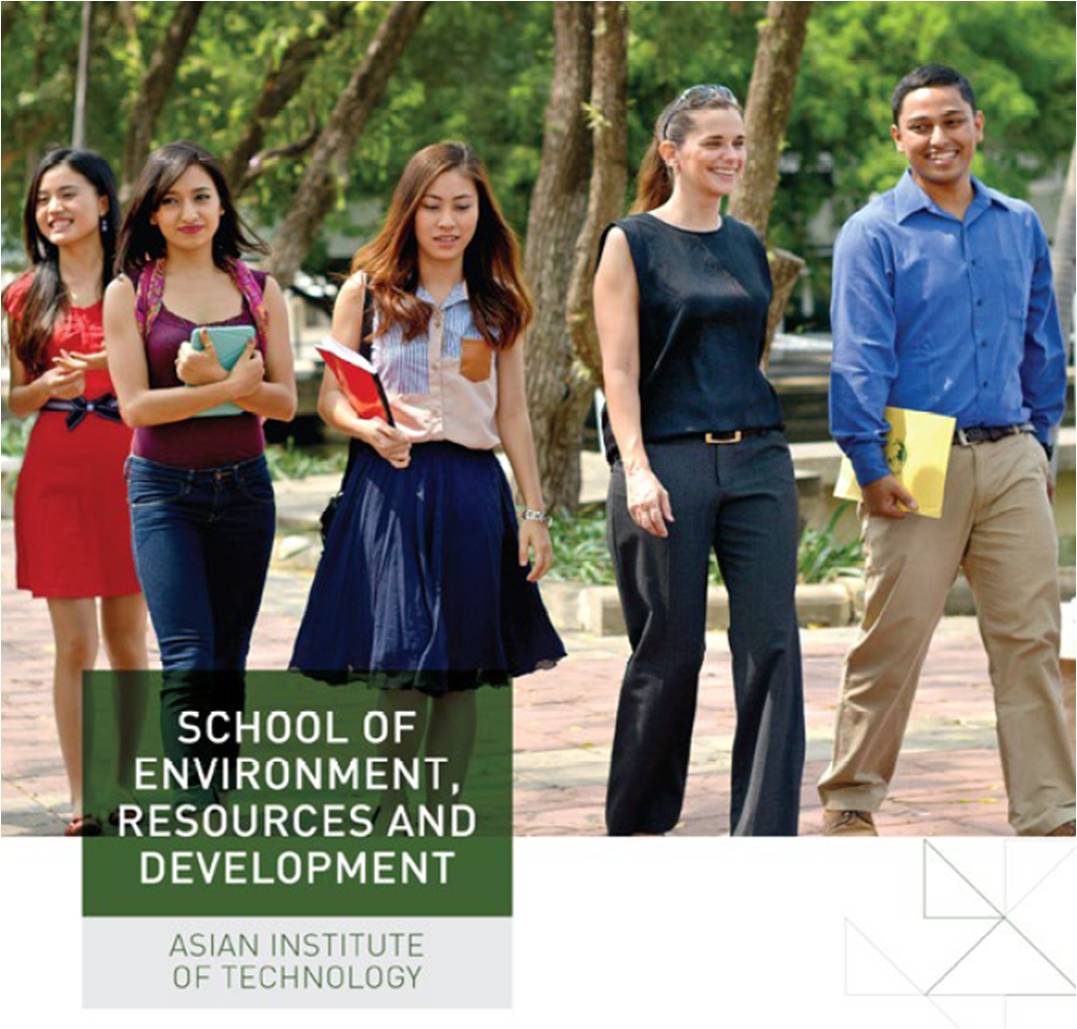 SCHOOL OF
ENVIRONMENT,
RESOURCES AND
DEVELOPMENT
ASIAN INSTITUTE
OF TECHNOLOGY